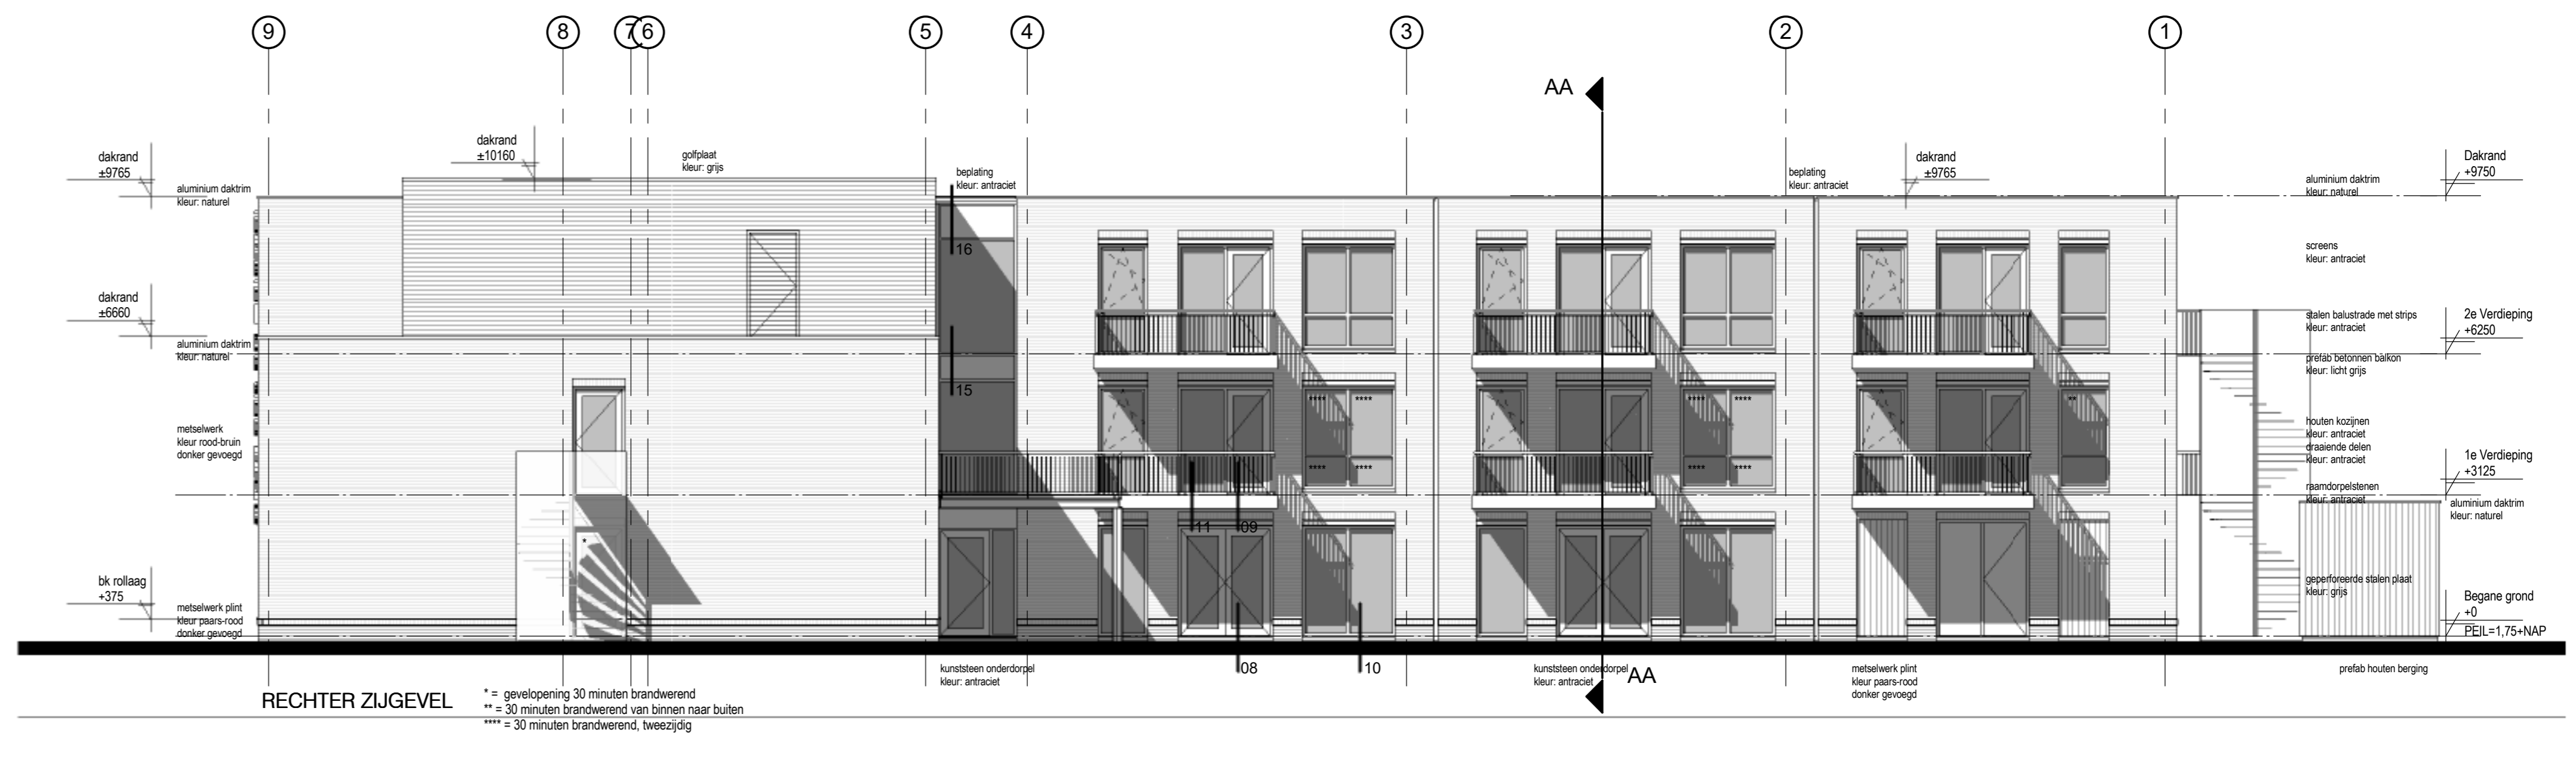 9
8
7
6
5
4
3
2
1
AA
dakrand
±9765
dakrand
±10160
golfplaat
kleur: grijs
beplating
kleur: antraciet
beplating
kleur: antraciet
dakrand
±9765
Dakrand
+9750
aluminium daktrim
kleur: naturel
aluminium daktrim
kleur: naturel
16
screens
kleur: antraciet
dakrand
±6660
stalen balustrade met strips
kleur: antraciet
2e Verdieping
+6250
aluminium daktrim
kleur: naturel
prefab betonnen balkon
kleur: licht grijs
15
**** ****
**** ****
**
metselwerk
kleur rood-bruin
donker gevoegd
houten kozijnen
kleur: antraciet
draaiende delen
kleur: antraciet
1e Verdieping
+3125
**** ****
**** ****
raamdorpelstenen
kleur: antraciet
aluminium daktrim
kleur: naturel
11
09
*
bk rollaag
+375
geperforeerde stalen plaat
kleur: grijs
Begane grond
+0
PEIL=1,75+NAP
metselwerk plint
kleur paars-rood
donker gevoegd
kunststeen onderdorpel
kleur: antraciet
08
10
kunststeen onderdorpel
kleur: antraciet
AA
metselwerk plint
kleur paars-rood
donker gevoegd
prefab houten berging
RECHTER ZIJGEVEL
* = gevelopening 30 minuten brandwerend
** = 30 minuten brandwerend van binnen naar buiten
**** = 30 minuten brandwerend, tweezijdig